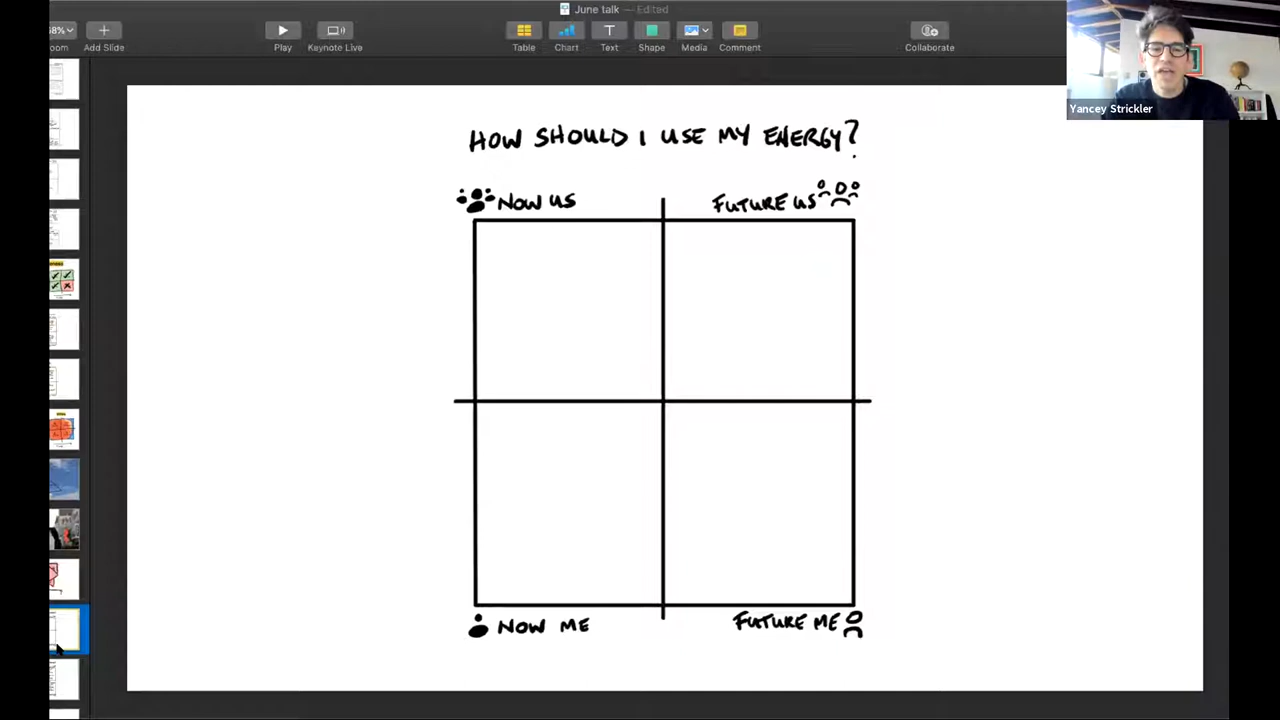 June talk — Edited
Add Slide
Play
Keynote Live
Table
Chart
Text
Shape
Media
Comment
Collaborate
Yancey Strickler
HOW SHOULD I USE MY ENERGY?
NOW US
FUTURE US
NOW ME
FUTURE ME